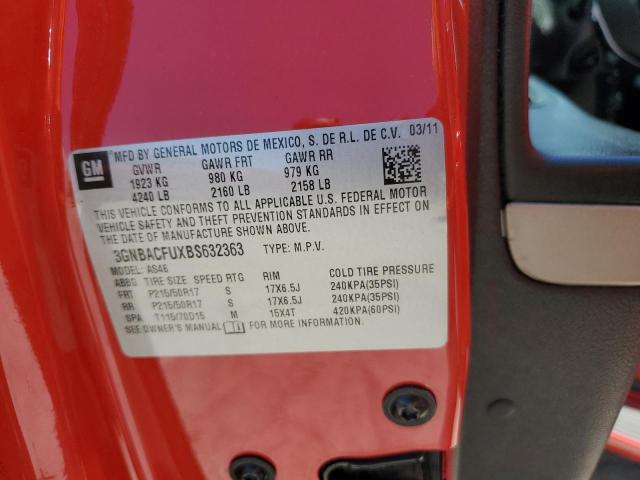 GM
MFD BY GENERAL MOTORS DE MEXICO, S. DE R.L. DE C.V. 03/11
GVWR GAWR FRT GAWR RR
1923 KG 980 KG 979 KG
4240 LB 2160 LB 2158 LB
THIS VEHICLE CONFORMS TO ALL APPLICABLE U.S. FEDERAL MOTOR
VEHICLE SAFETY AND THEFT PREVENTION STANDARDS IN EFFECT ON
THE DATE OF MANUFACTURE SHOWN ABOVE.
3GNBACFUXBS632363 TYPE: M.P.V.
MODEL: AS46
ABBG TIRE SIZE SPEED RTG RIM COLD TIRE PRESSURE
FRT P215/50R17 S 17X6.5J 240KPA(35PSI)
RR P215/50R17 S 17X6.5J 240KPA(35PSI)
SPA T115/70D15 M 15X4T 420KPA(60PSI)
SEE OWNER'S MANUAL FOR MORE INFORMATION.